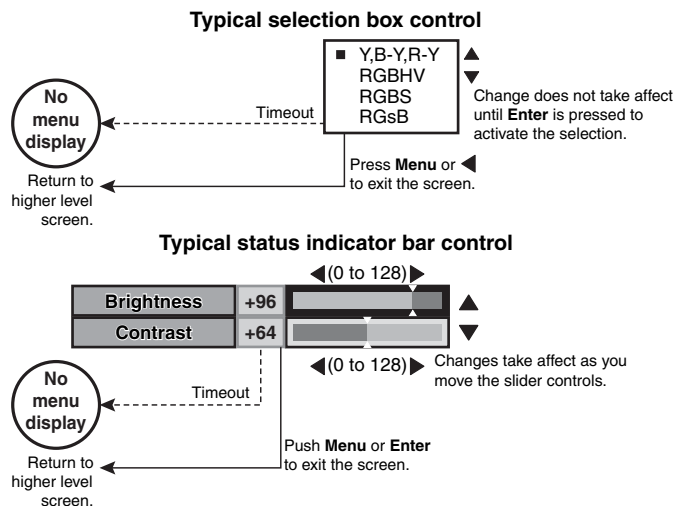 Typical selection box control
Y,B-Y,R-Y
RGBHV
RGBS
RGsB
Change does not take affect
until Enter is pressed to
activate the selection.
No
menu
display
Timeout
Press Menu or
to exit the screen.
Return to
higher level
screen.
Typical status indicator bar control
(0 to 128)
Brightness +96
Contrast +64
(0 to 128)
Changes take affect as you
move the slider controls.
No
menu
display
Timeout
Push Menu or Enter
to exit the screen.
Return to
higher level
screen.